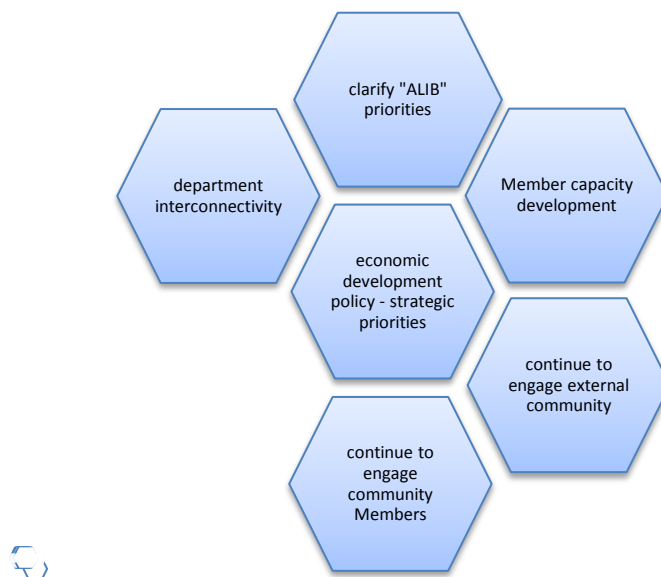 clarify "ALIB"
priorities
department
interconnectivity
Member capacity
development
economic
development
policy - strategic
priorities
continue to
engage external
community
continue to
engage
community
Members